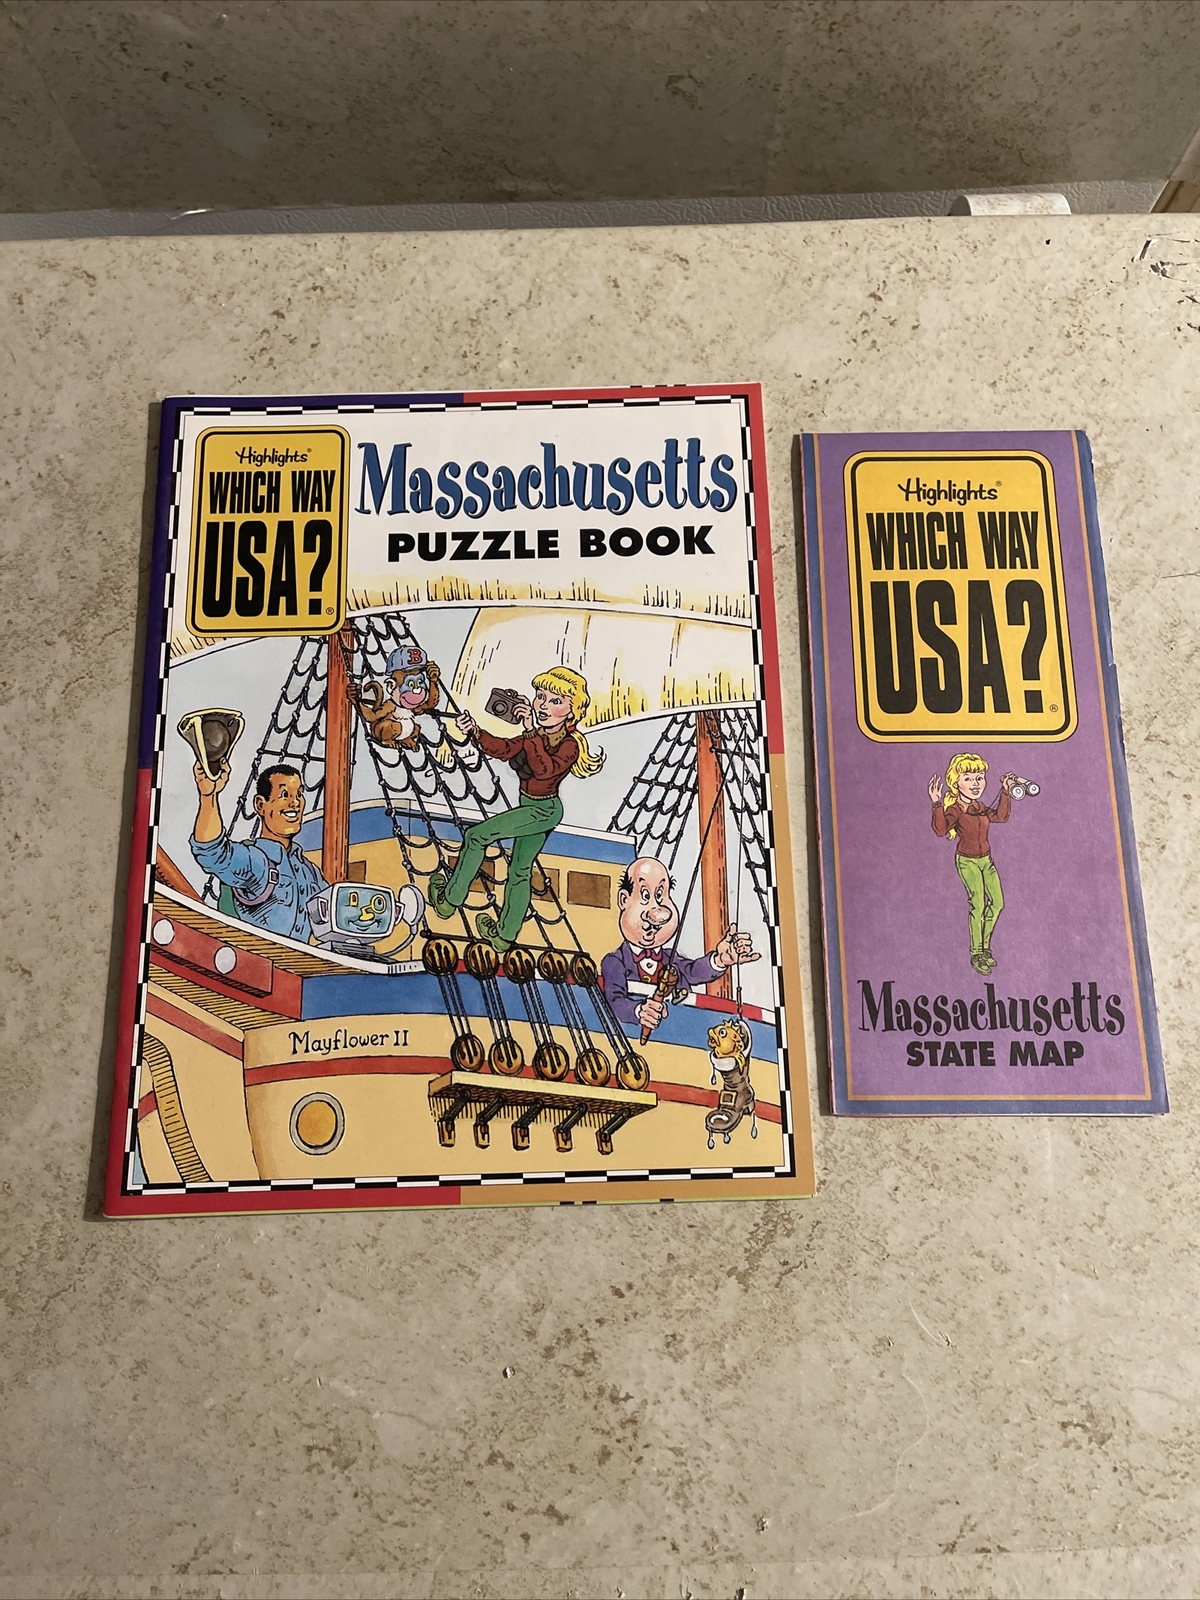 Highlights®
WHICH WAY
USA?®
Massachusetts
PUZZLE BOOK
B
Mayflower II
Highlights®
WHICH WAY
USA?®
Massachusetts
STATE MAP